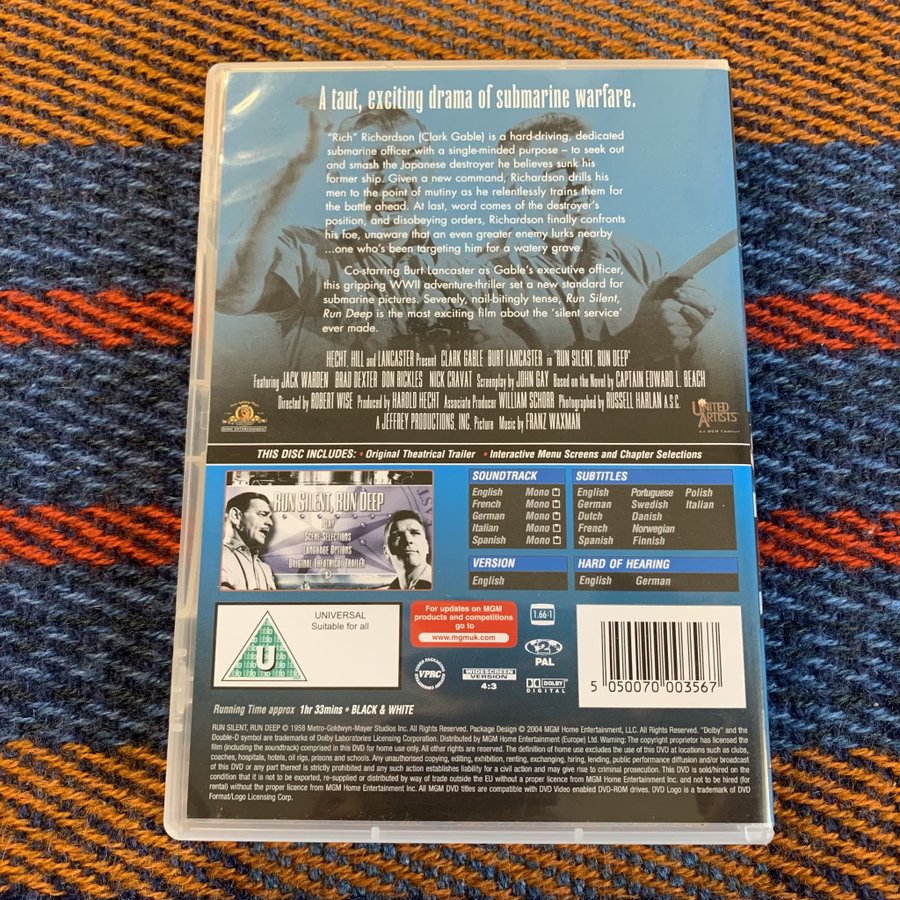 A taut, exciting drama of submarine warfare.
"Rich" Richardson (Clark Gable) is a hard-driving, dedicated
submarine officer with a single-minded purpose – to seek out
and smash the Japanese destroyer he believes sunk his
former ship. Given a new command, Richardson drills his
men to the point of mutiny as he relentlessly trains them for
the battle ahead. At last, word comes of the destroyer's
position, and disobeying orders, Richardson finally confronts
his foe, unaware that an even greater enemy lurks nearby
...one who's been targeting him for a watery grave.
Co-starring Burt Lancaster as Gable's executive officer,
this gripping WWII adventure-thriller set a new standard for
submarine pictures. Severely, nail-bitingly tense, Run Silent,
Run Deep is the most exciting film about the 'silent service'
ever made.
HECHT, HILL and LANCASTER Present CLARK GABLE BURT LANCASTER in "RUN SILENT, RUN DEEP"
Featuring JACK WARDEN BRAD DEXTER DON RICKLES NICK CRAVAT Screenplay by JOHN GAY Based on the Novel by CAPTAIN EDWARD L. BEACH
Directed by ROBERT WISE Produced by HAROLD HECHT Associate Producer WILLIAM SCHORR Photographed by RUSSELL HARLAN A.S.C.
A JEFFREY PRODUCTIONS, INC. Picture Music by FRANZ WAXMAN
HOME ENTERTAINMENT
UNITED
ARTISTS
THIS DISC INCLUDES: • Original Theatrical Trailer • Interactive Menu Screens and Chapter Selections
RUN SILENT, RUN DEEP
PLAY
SCENE SELECTIONS
LANGUAGE OPTIONS
ORIGINAL THEATRICAL TRAILER
SOUNDTRACK
English Mono
French Mono
German Mono
Italian Mono
Spanish Mono
SUBTITLES
English Portuguese Polish
German Swedish Italian
Dutch Danish
French Norwegian
Spanish Finnish
VERSION
English
HARD OF HEARING
English German
U
UNIVERSAL
Suitable for all
For updates on MGM
products and competitions
go to
www.mgmuk.com
1.66:1
2
PAL
VPRC
WIDESCREEN
VERSION
4:3
DOLBY
DIGITAL
5 050070 003567
Running Time approx 1hr 33mins • BLACK & WHITE
RUN SILENT, RUN DEEP © 1958 Metro-Goldwyn-Mayer Studios Inc. All Rights Reserved. Package Design © 2004 MGM Home Entertainment, LLC. All Rights Reserved. "Dolby" and the
Double-D symbol are trademarks of Dolby Laboratories Licensing Corporation. Distributed by MGM Home Entertainment (Europe) Ltd. Warning: The copyright proprietor has licensed the
film (including the soundtrack) comprised in this DVD for home use only. All other rights are reserved. The definition of home use excludes the use of this DVD at locations such as clubs,
coaches, hospitals, hotels, oil rigs, prisons and schools. Any unauthorised copying, editing, exhibition, renting, exchanging, hiring, lending, public performance diffusion and/or broadcast
of this DVD or any part thereof is strictly prohibited and any such action establishes liability for a civil action and may give rise to criminal prosecution. This DVD is sold/hired on the
condition that it is not to be exported, re-supplied or distributed by way of trade outside the EU without a proper licence from MGM Home Entertainment Inc. and not to be hired (for
rental) without the proper licence from MGM Home Entertainment Inc. All MGM DVD titles are compatible with DVD Video enabled DVD-ROM drives. DVD Logo is a trademark of DVD
Format/Logo Licensing Corp.